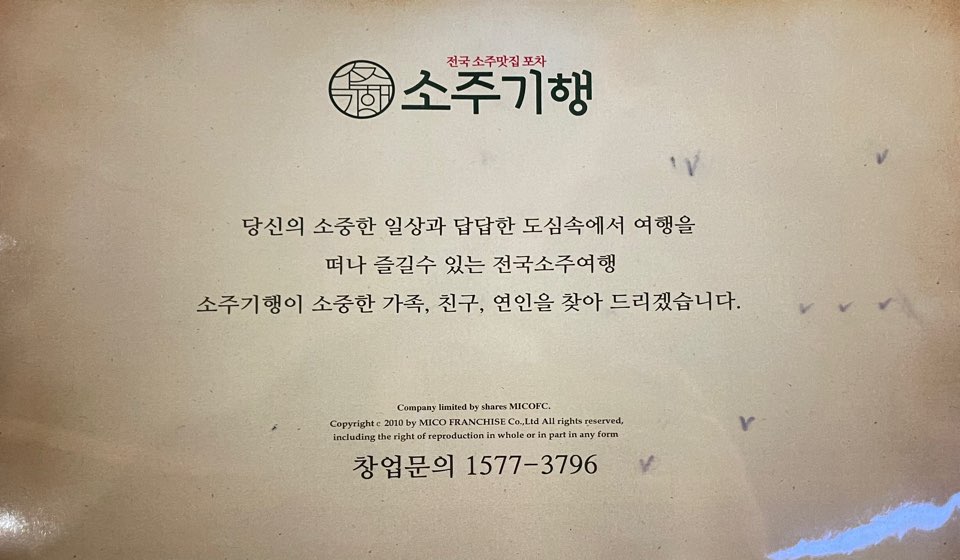 전국 소주맛집 포차
소주기행
소주기행
당신의 소중한 일상과 답답한 도심속에서 여행을
떠나 즐길수 있는 전국소주여행
소주기행이 소중한 가족, 친구, 연인을 찾아 드리겠습니다.
Company limited by shares MICOFC.
Copyright c 2010 by MICO FRANCHISE Co.,Ltd All rights reserved,
including the right of reproduction in whole or in part in any form
창업문의 1577-3796